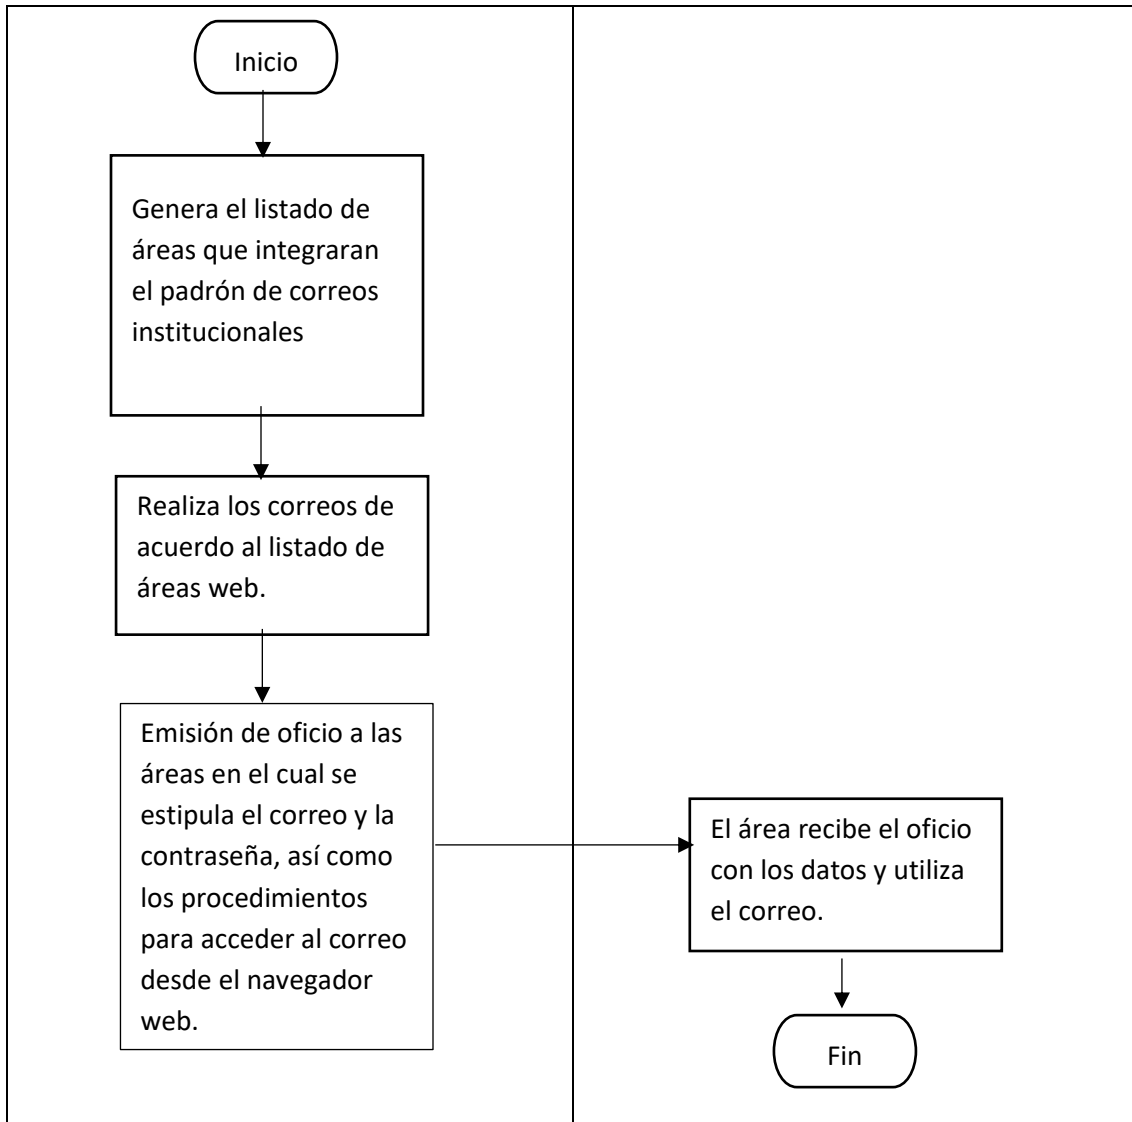 Inicio
Genera el listado de
áreas que integraran
el padrón de correos
institucionales
Realiza los correos de
acuerdo al listado de
áreas web.
Emisión de oficio a las
áreas en el cual se
estipula el correo y la
contraseña, así como
los procedimientos
para acceder al correo
desde el navegador
web.
El área recibe el oficio
con los datos y utiliza
el correo.
Fin